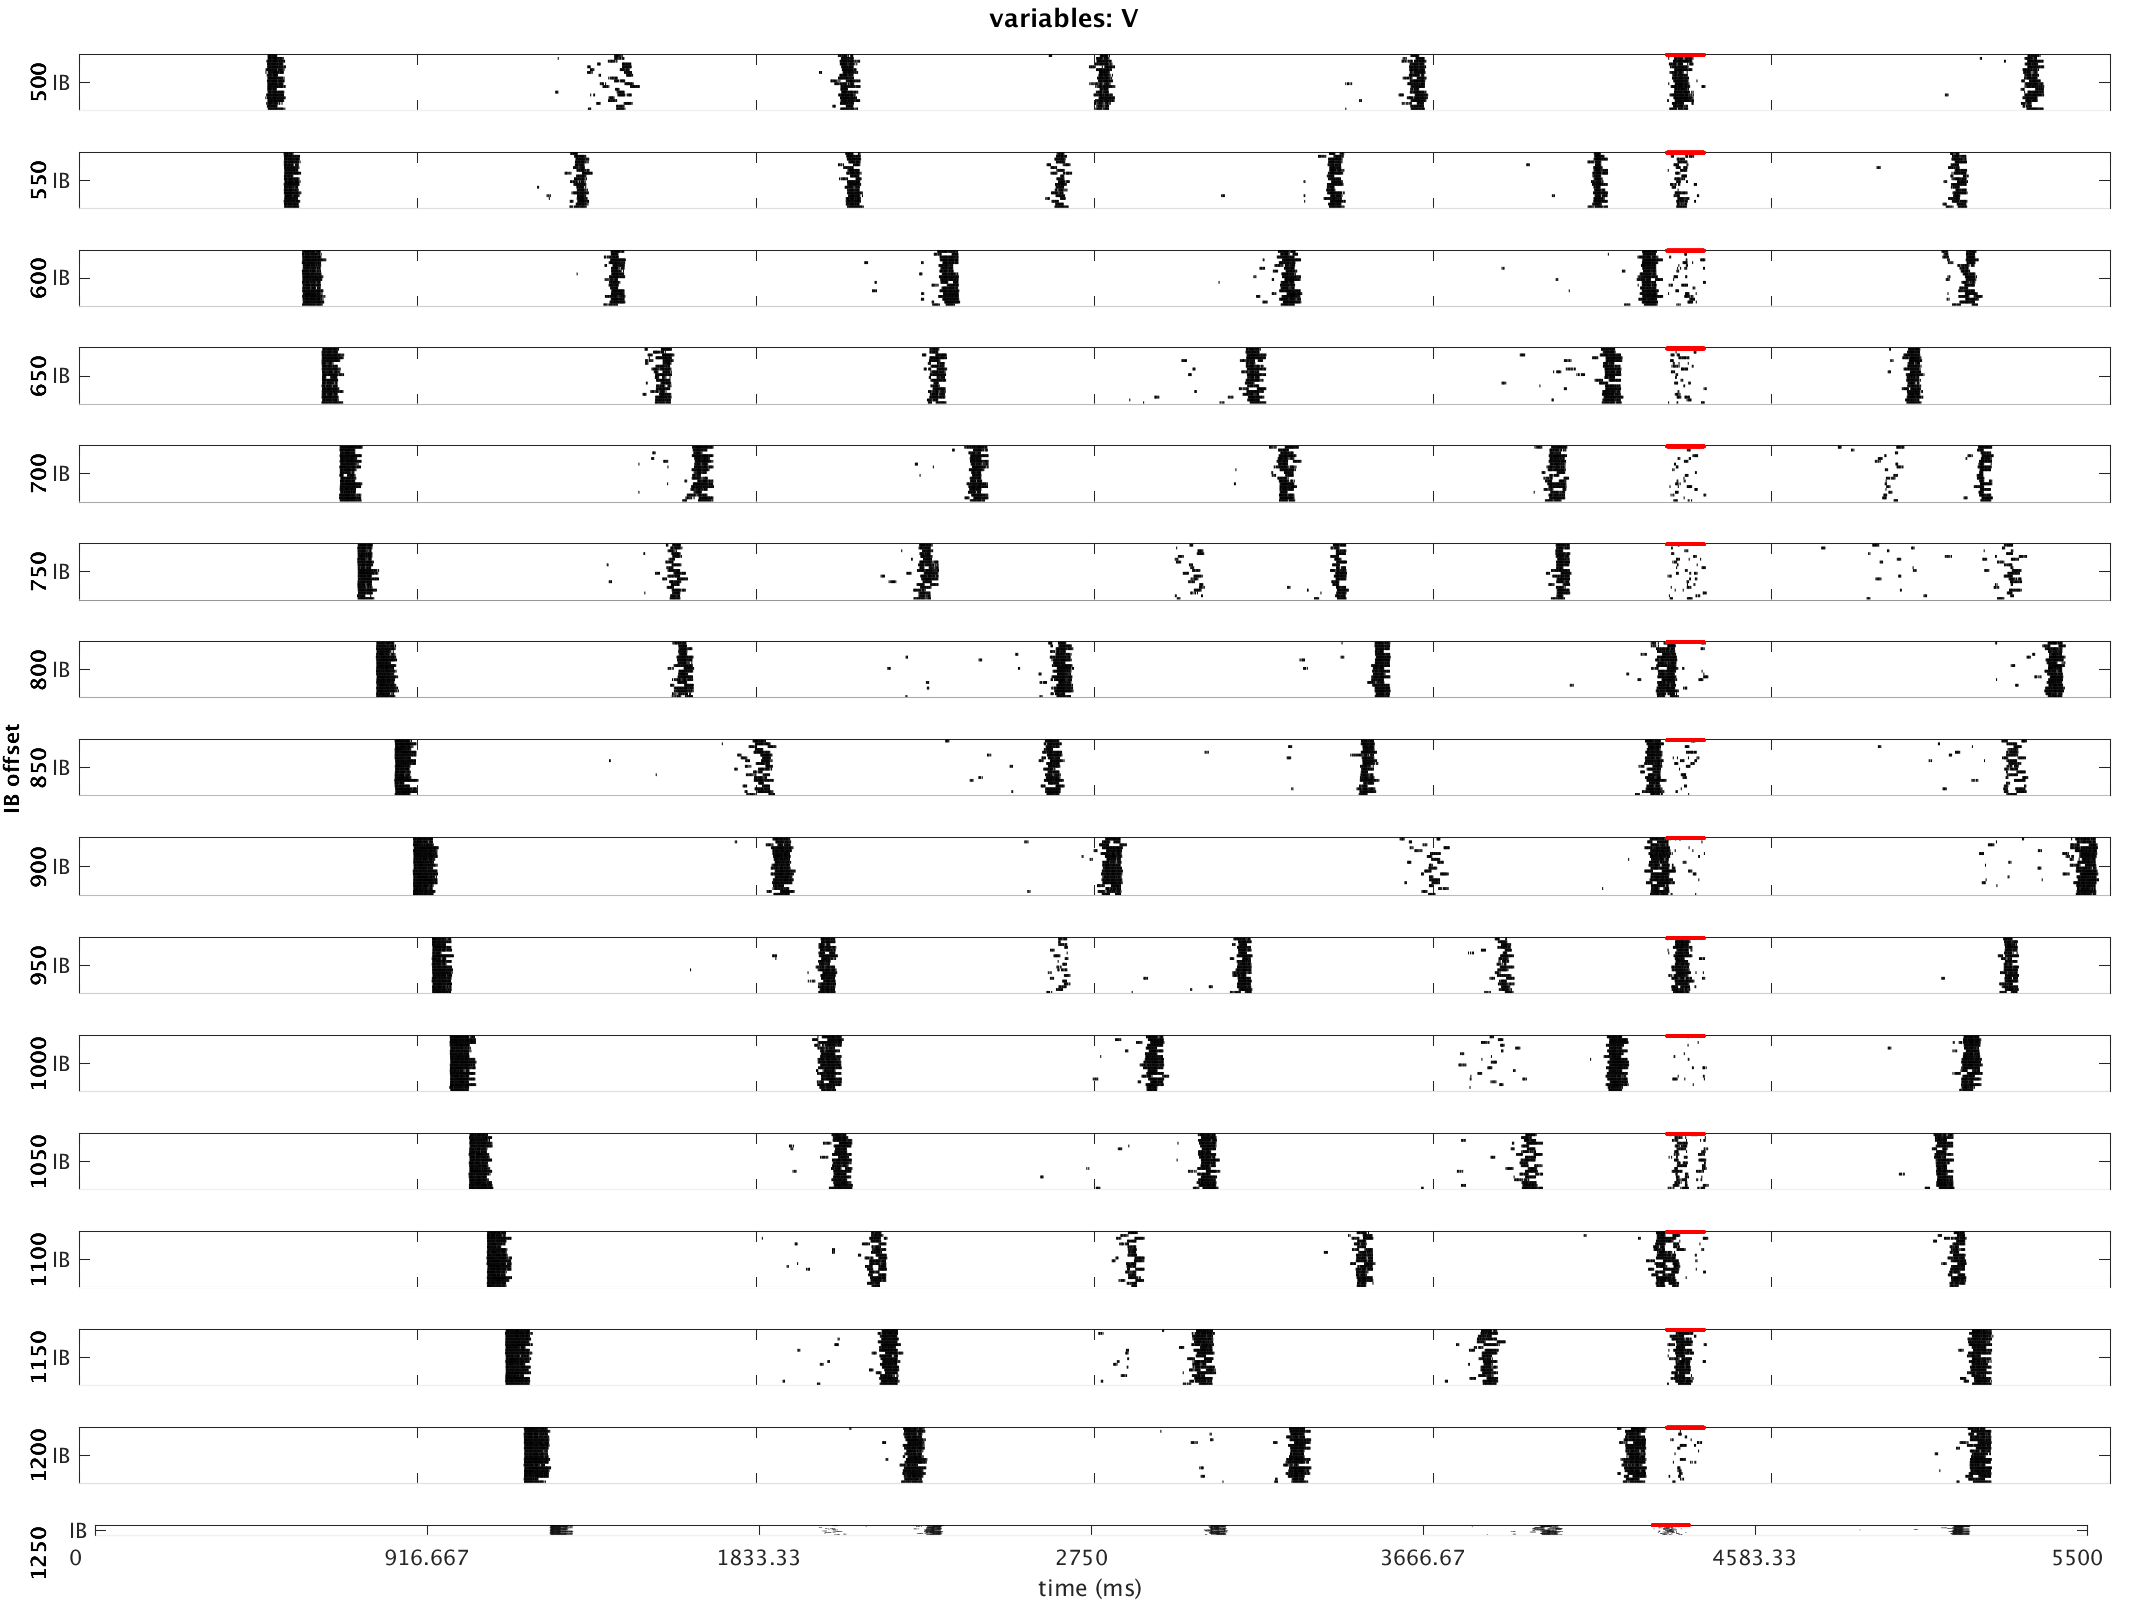 variables: V
500 IB
550 IB
600 IB
650 IB
700 IB
750 IB
800 IB
IB offset
850 IB
900 IB
950 IB
1000 IB
1050 IB
1100 IB
1150 IB
1200 IB
1250 IB
0 916.667 1833.33 2750 3666.67 4583.33 5500
time (ms)